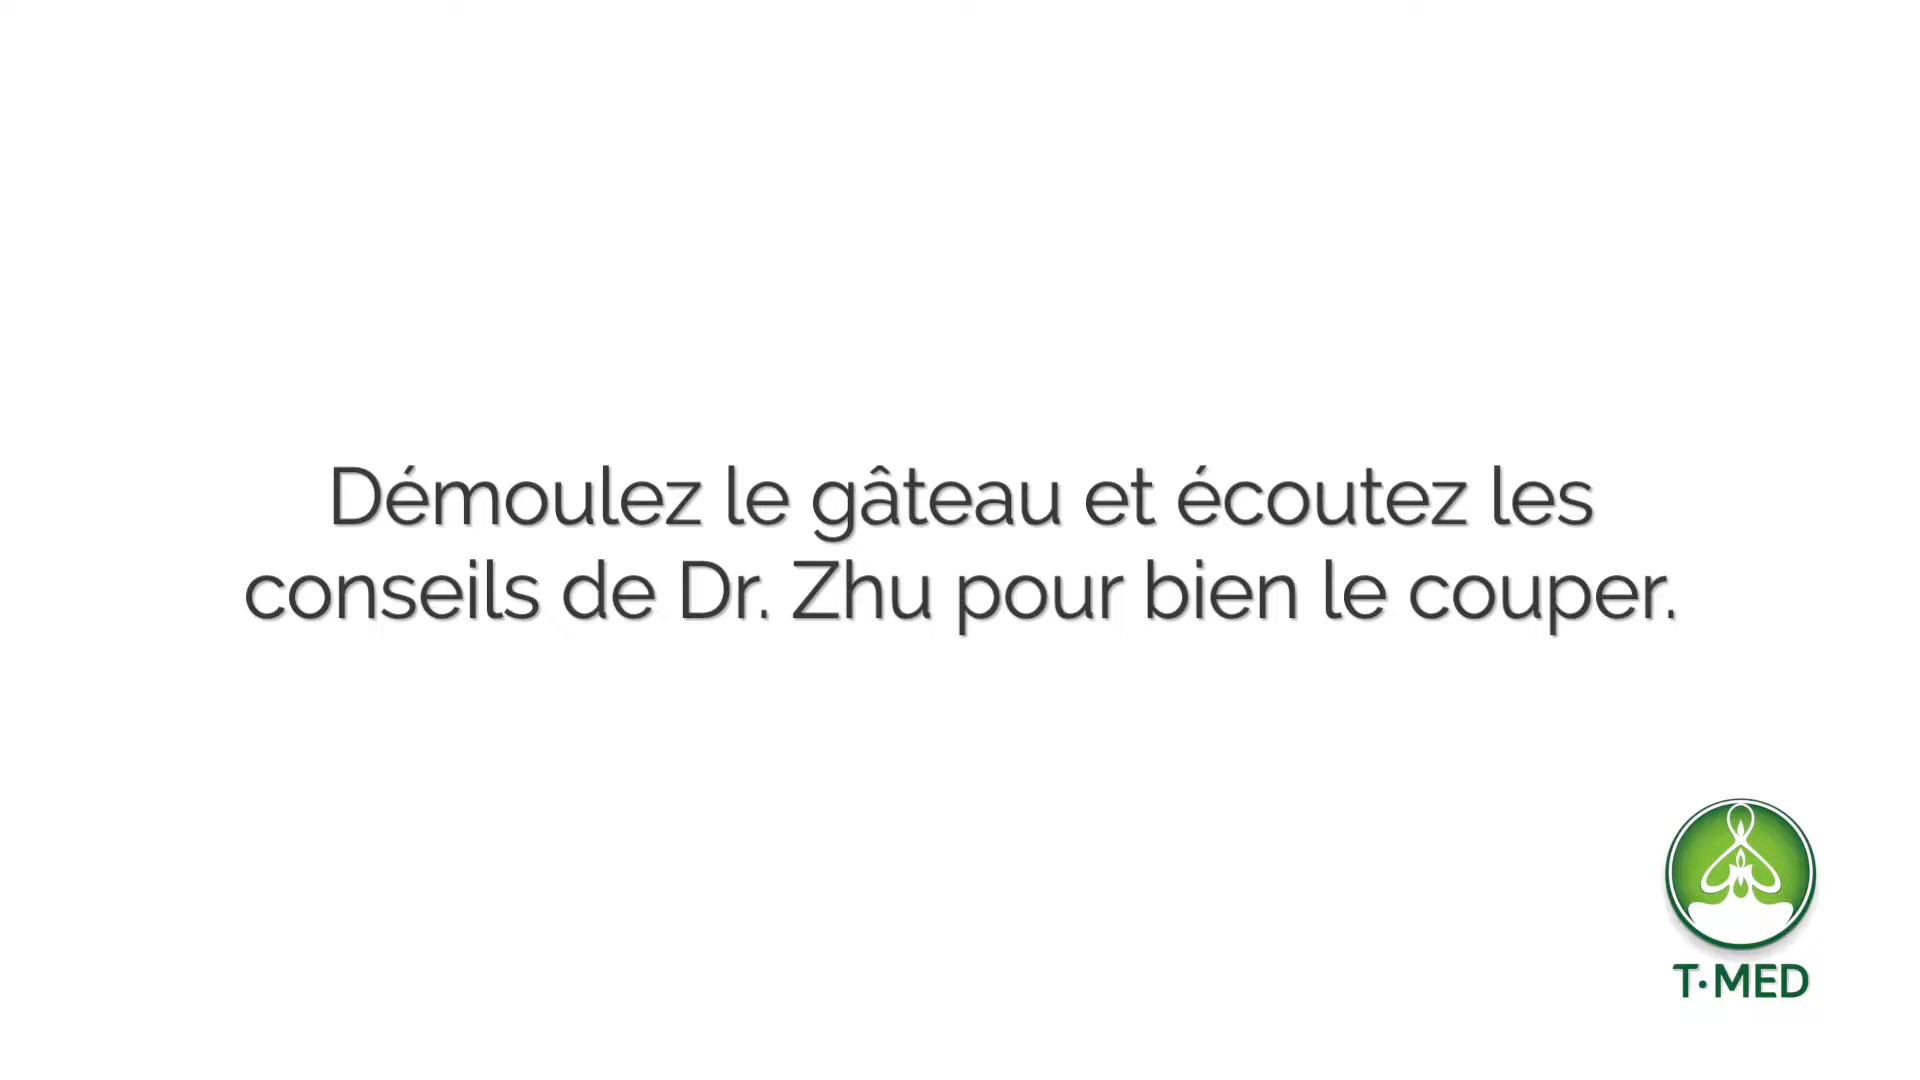 Démoulez le gâteau et écoutez les
conseils de Dr. Zhu pour bien le couper.
T•MED